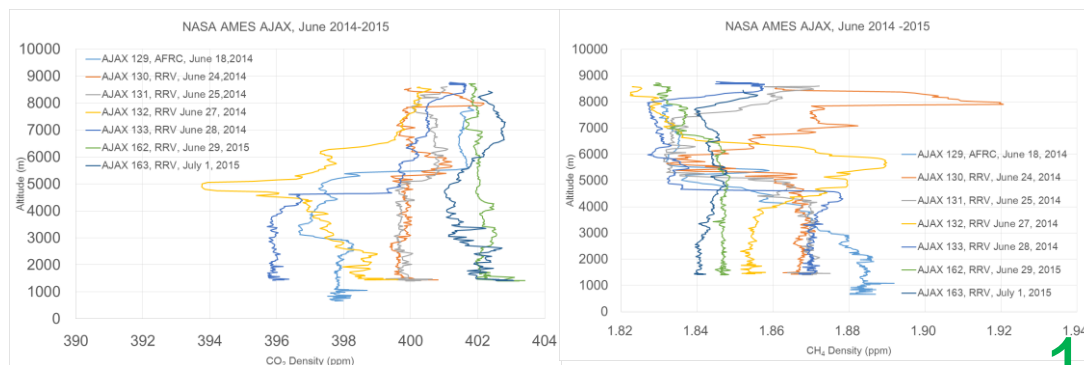 NASA AMES AJAX, June 2014-2015
10000
9000
8000
7000
6000
5000
4000
3000
2000
1000
0
Altitude (m)
AJAX 129, AFRC, June 18,2014
AJAX 130, RRV, June 24,2014
AJAX 131, RRV, June 25,2014
AJAX 132, RRV, June 27, 2014
AJAX 133, RRV, June 28, 2014
AJAX 162, RRV, June 29, 2015
AJAX 163, RRV, July 1, 2015
390 392 394 396 398 400 402 404
CO2 Density (ppm)
NASA AMES AJAX, June 2014 -2015
10000
9000
8000
7000
6000
5000
4000
3000
2000
1000
0
Altitude (m)
AJAX 129, AFRC, June 18, 2014
AJAX 130, RRV, June 24, 2014
AJAX 131, RRV, June 25, 2014
AJAX 132, RRV, June 27, 2014
AJAX 133, RRV, June 28, 2014
AJAX 162, RRV, June 29, 2015
AJAX 163, RRV, July 1, 2015
1.82 1.84 1.86 1.88 1.90 1.92 1.94
CH4 Density (ppm)
1